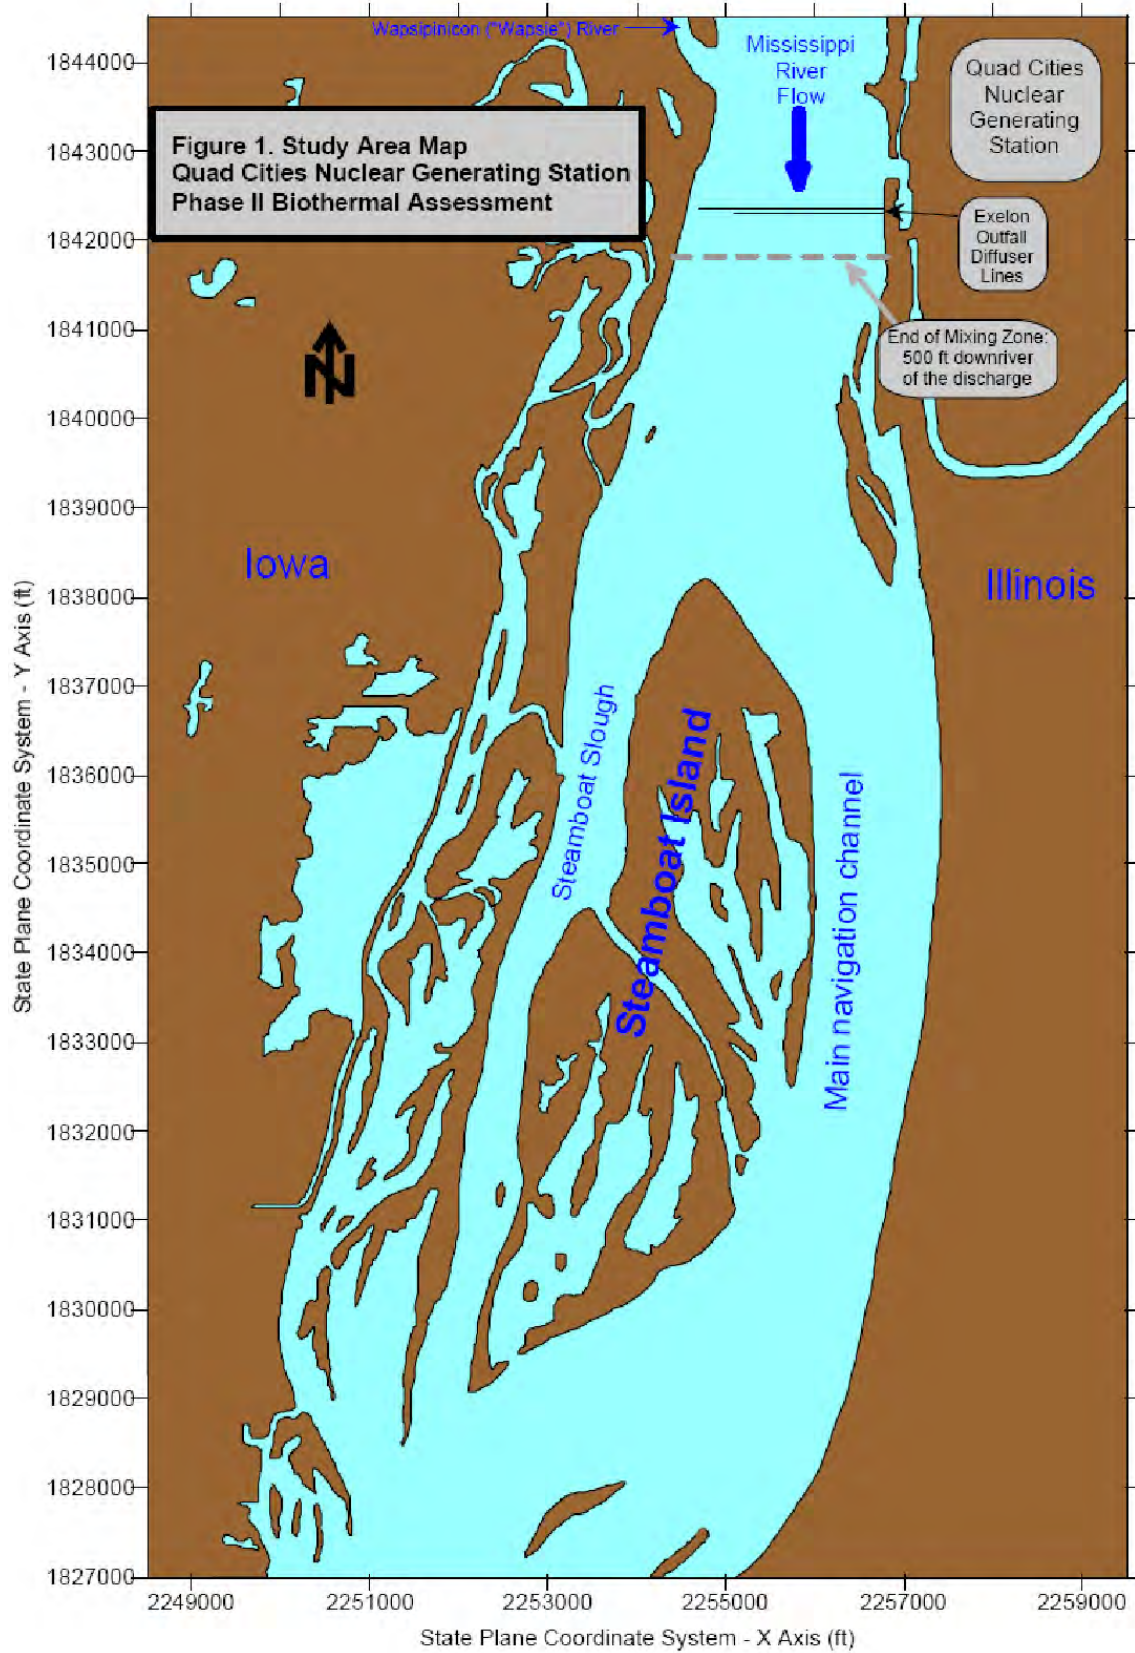 Wapsipinicon ("Wapsie") River
Mississippi
River
Flow
Quad Cities
Nuclear
Generating
Station
Figure 1. Study Area Map
Quad Cities Nuclear Generating Station
Phase II Biothermal Assessment
Exelon
Outfall
Diffuser
Lines
End of Mixing Zone:
500 ft downriver
of the discharge
N
Iowa
Illinois
Steamboat Slough
Steamboat Island
Main navigation channel
State Plane Coordinate System - Y Axis (ft)
1844000
1843000
1842000
1841000
1840000
1839000
1838000
1837000
1836000
1835000
1834000
1833000
1832000
1831000
1830000
1829000
1828000
1827000
2249000
2251000
2253000
2255000
2257000
2259000
State Plane Coordinate System - X Axis (ft)